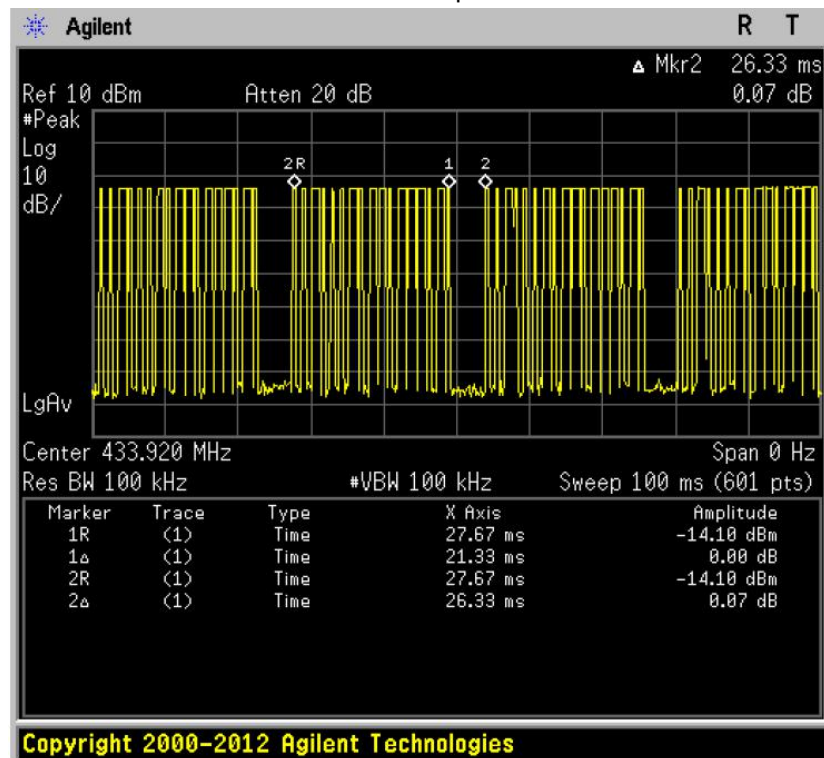 Agilent R T
Δ Mkr2 26.33 ms
Ref 10 dBm Atten 20 dB 0.07 dB
#Peak
Log
10
dB/
2R 1 2
LgAv
Center 433.920 MHz Span 0 Hz
Res BW 100 kHz #VBW 100 kHz Sweep 100 ms (601 pts)
Marker Trace Type X Axis Amplitude
1R (1) Time 27.67 ms -14.10 dBm
1Δ (1) Time 21.33 ms 0.00 dB
2R (1) Time 27.67 ms -14.10 dBm
2Δ (1) Time 26.33 ms 0.07 dB
Copyright 2000-2012 Agilent Technologies